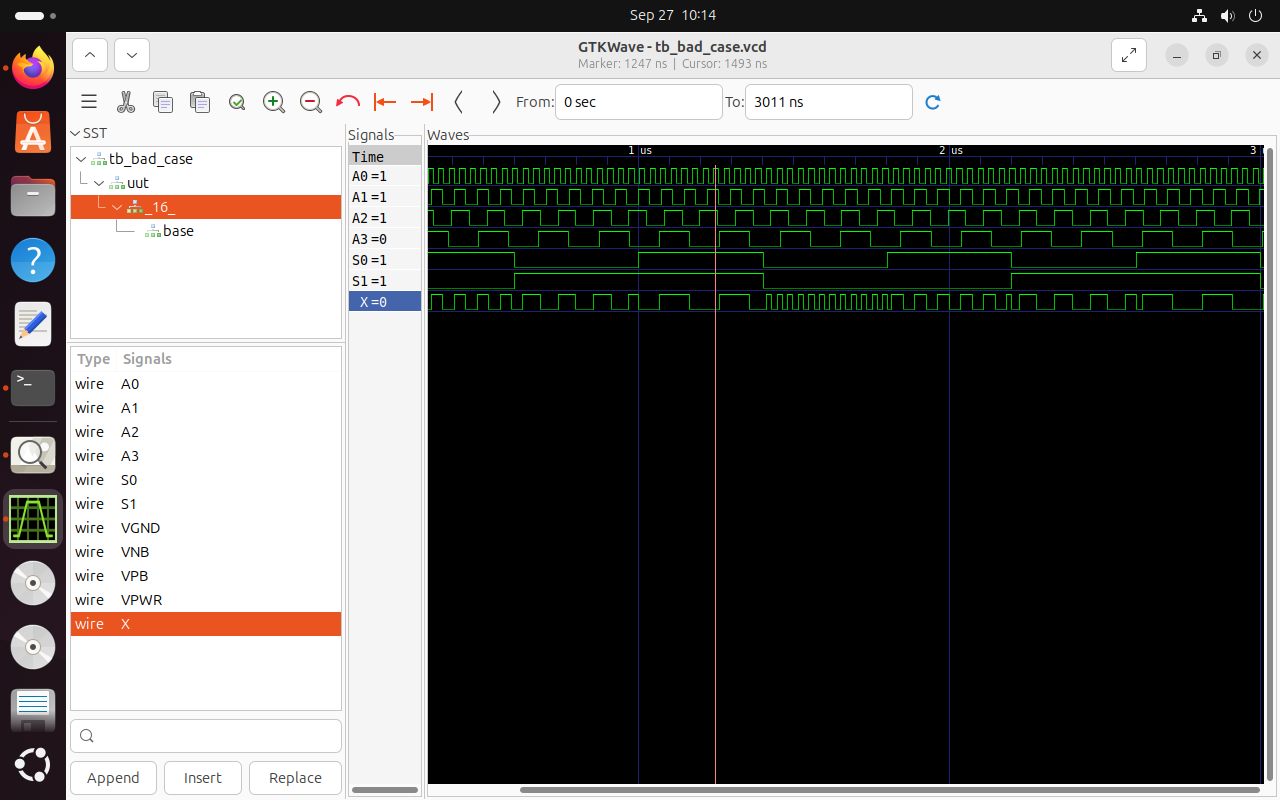 Sep 27 10:14
GTKWave - tb_bad_case.vcd
Marker: 1247 ns | Cursor: 1493 ns
From: 0 sec To: 3011 ns
SST
tb_bad_case
uut
_16_
base
Type Signals
wire A0
wire A1
wire A2
wire A3
wire S0
wire S1
wire VGND
wire VNB
wire VPB
wire VPWR
wire X
Append Insert Replace
Signals
Time
A0=1
A1=1
A2=1
A3=0
S0=1
S1=1
X=0
Waves
1 us 2 us 3